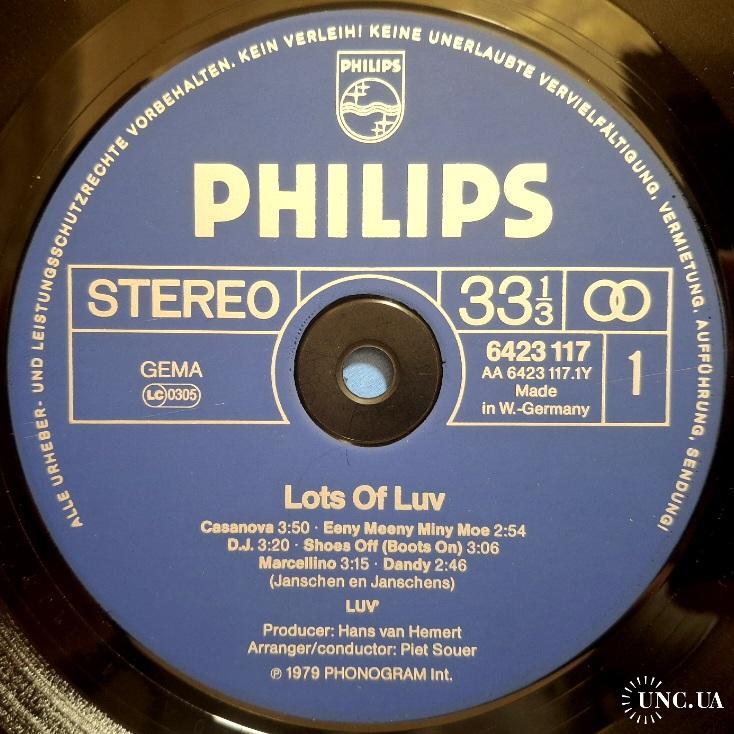 ALLE URHEBER- UND LEISTUNGSSCHUTZRECHTE VORBEHALTEN. KEIN VERLEIH! KEINE UNERLAUBTE VERVIELFÄLTIGUNG, VERMIETUNG, AUFFÜHRUNG, SENDUNG!
PHILIPS
PHILIPS
STEREO
33 1/3
GEMA
LC 0305
6423 117
AA 6423 117.1Y
Made
in W.-Germany
1
Lots Of Luv
Casanova 3:50 · Eeny Meeny Miny Moe 2:54
D.J. 3:20 · Shoes Off (Boots On) 3:06
Marcellino 3:15 · Dandy 2:46
(Janschen en Janschens)
LUV'
Producer: Hans van Hemert
Arranger/conductor: Piet Souer
℗ 1979 PHONOGRAM Int.
UNC.UA